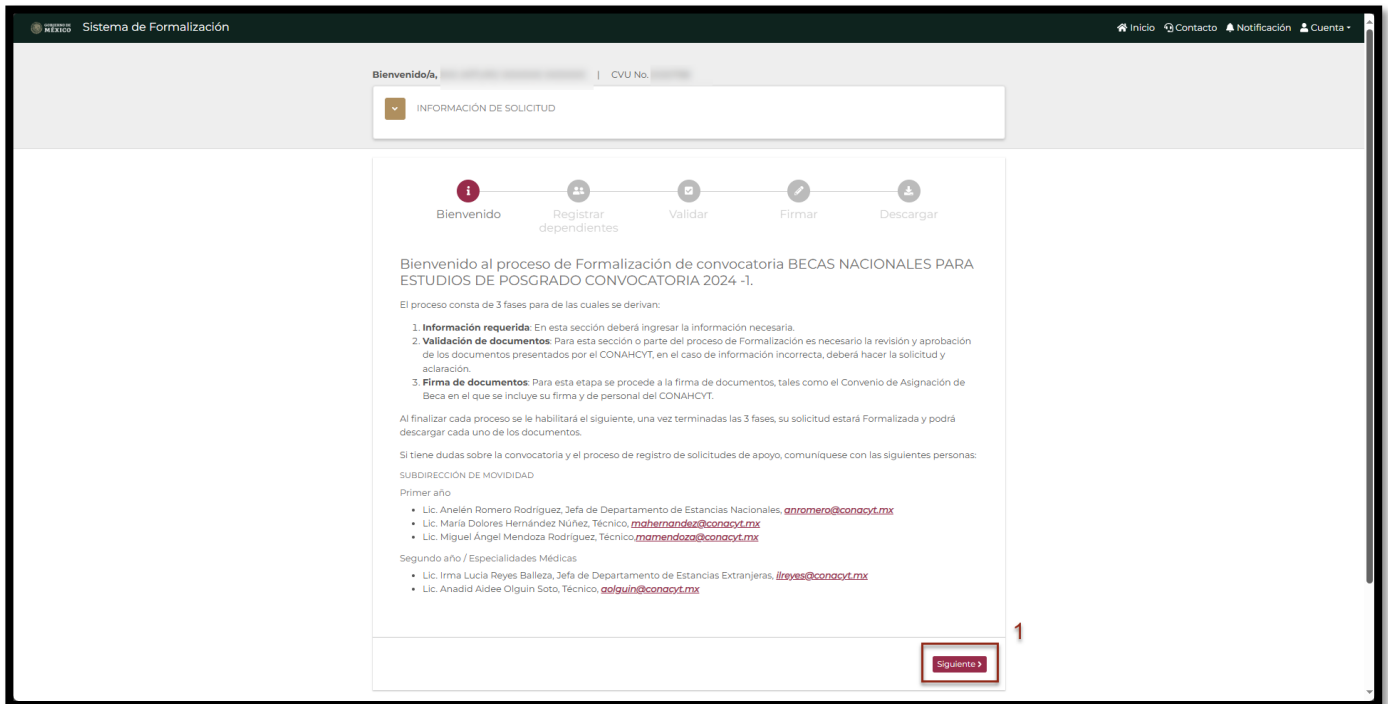 GOBIERNO DE MÉXICO Sistema de Formalización Inicio Contacto Notificación Cuenta
Bienvenido/a, | CVU No.
INFORMACIÓN DE SOLICITUD
Bienvenido Registrar dependientes Validar Firmar Descargar
Bienvenido al proceso de Formalización de convocatoria BECAS NACIONALES PARA
ESTUDIOS DE POSGRADO CONVOCATORIA 2024 -1.
El proceso consta de 3 fases para de las cuales se derivan:
1. Información requerida: En esta sección deberá ingresar la información necesaria.
2. Validación de documentos: Para esta sección o parte del proceso de Formalización es necesario la revisión y aprobación
de los documentos presentados por el CONAHCYT, en el caso de información incorrecta, deberá hacer la solicitud y
aclaración.
3. Firma de documentos: Para esta etapa se procede a la firma de documentos, tales como el Convenio de Asignación de
Beca en el que se incluye su firma y de personal del CONAHCYT.
Al finalizar cada proceso se le habilitará el siguiente, una vez terminadas las 3 fases, su solicitud estará Formalizada y podrá
descargar cada uno de los documentos.
Si tiene dudas sobre la convocatoria y el proceso de registro de solicitudes de apoyo, comuníquese con las siguientes personas:
SUBDIRECCIÓN DE MOVIDIDAD
Primer año
• Lic. Anelén Romero Rodríguez, Jefa de Departamento de Estancias Nacionales, anromero@conacyt.mx
• Lic. María Dolores Hernández Núñez, Técnico, mahernandez@conacyt.mx
• Lic. Miguel Ángel Mendoza Rodríguez, Técnico,mamendoza@conacyt.mx
Segundo año / Especialidades Médicas
• Lic. Irma Lucia Reyes Balleza, Jefa de Departamento de Estancias Extranjeras, ilreyes@conacyt.mx
• Lic. Anadid Aidee Olguin Soto, Técnico, aolguin@conacyt.mx
1
Siguiente